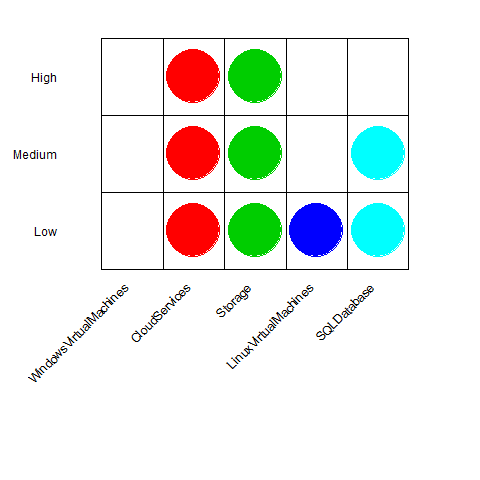 High
Medium
Low
WindowsVirtualMachines
CloudServices
Storage
LinuxVirtualMachines
SQLDatabase